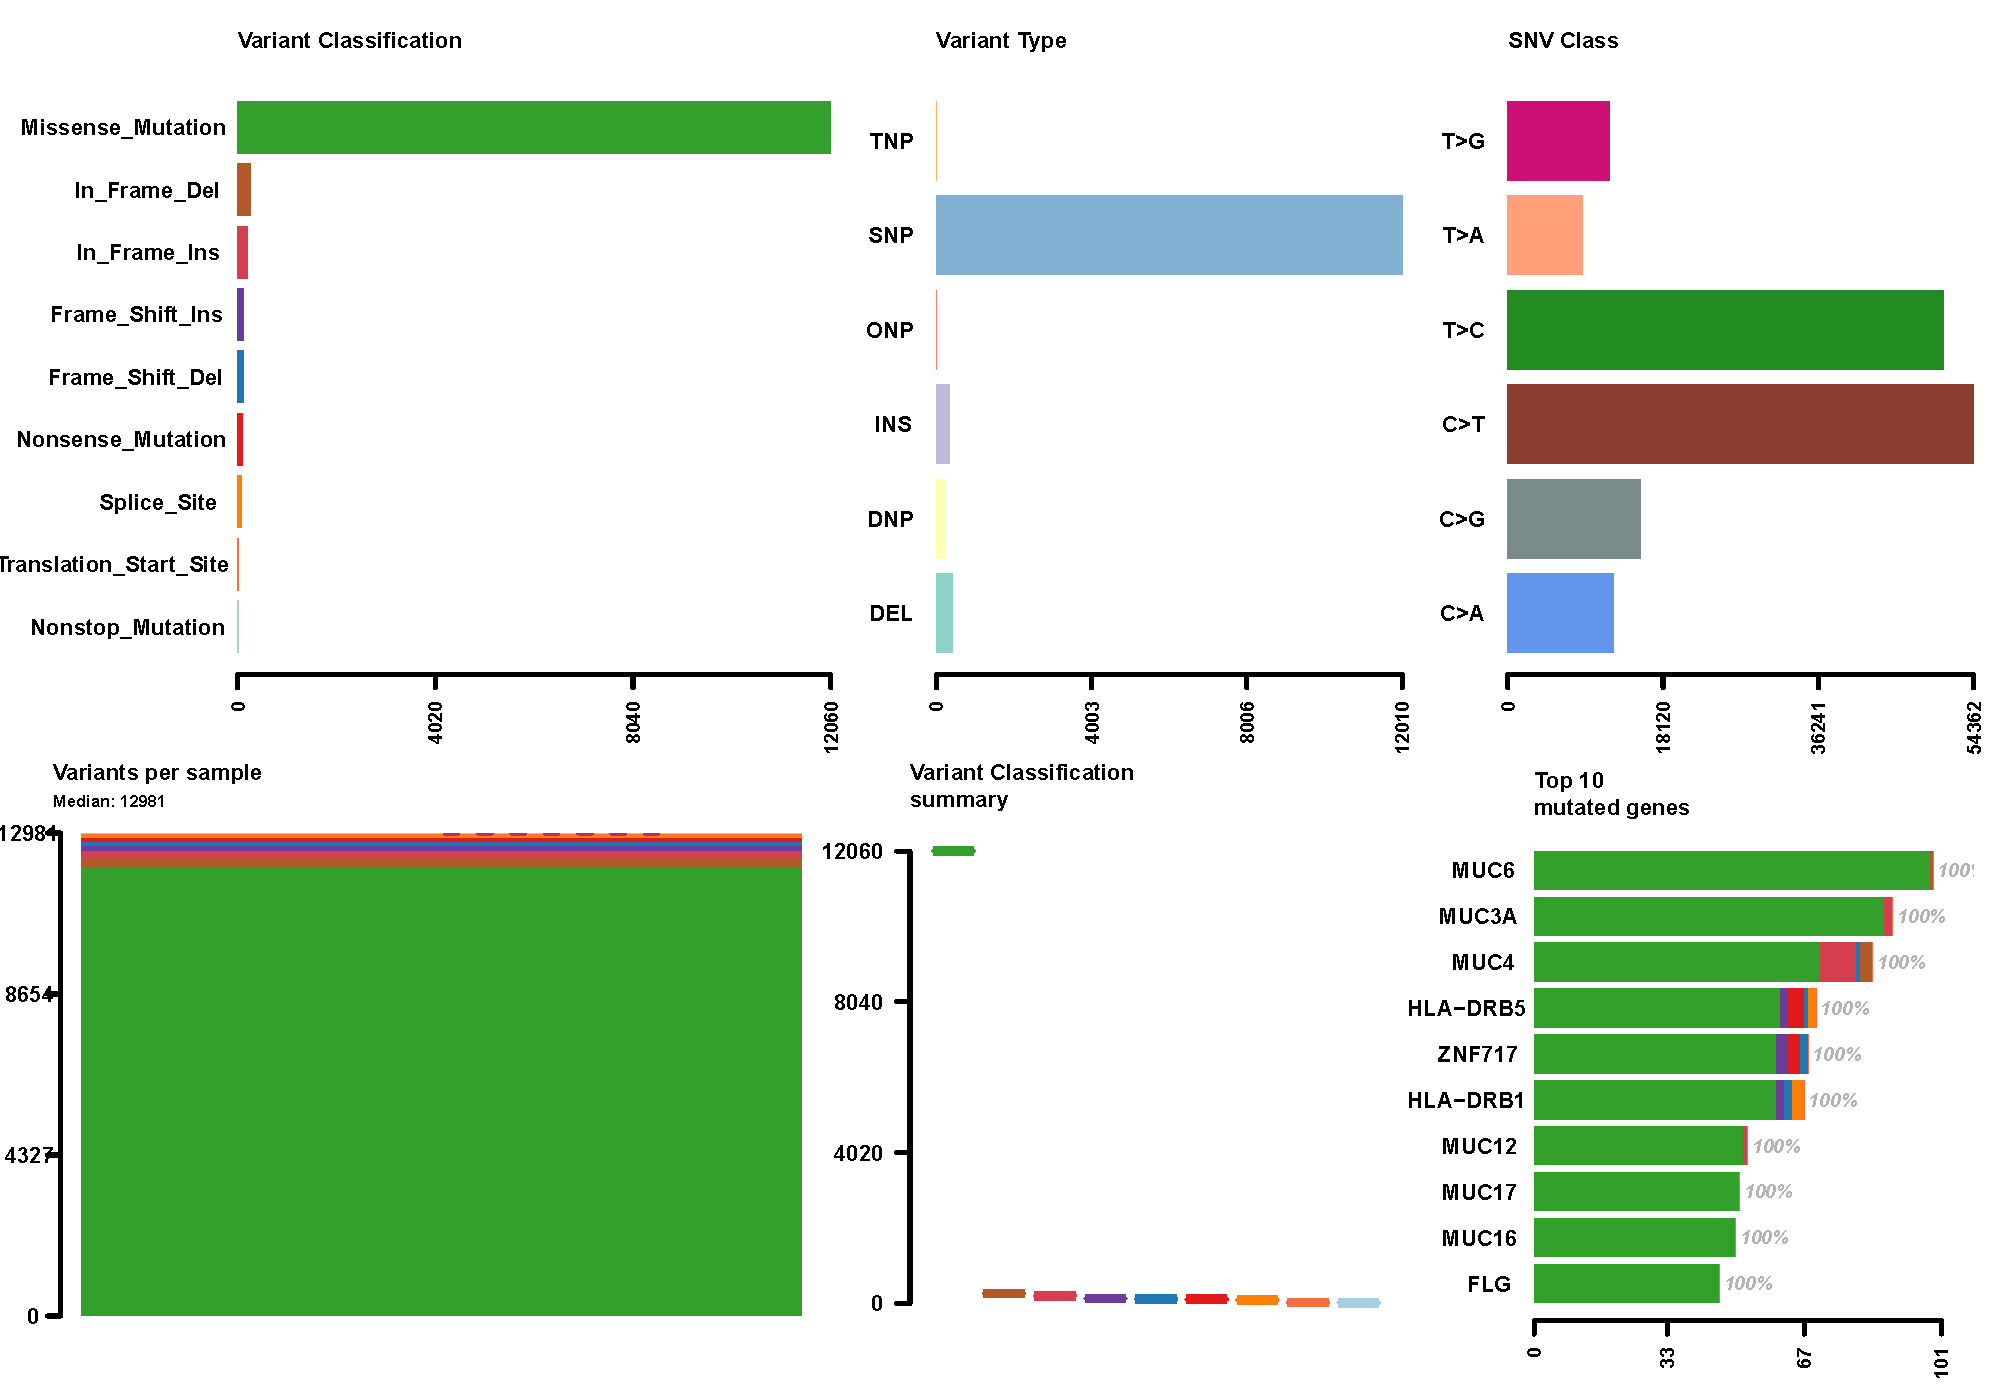 Variant Classification
Missense_Mutation
In_Frame_Del
In_Frame_Ins
Frame_Shift_Ins
Frame_Shift_Del
Nonsense_Mutation
Splice_Site
Translation_Start_Site
Nonstop_Mutation
0
4020
8040
12060
Variant Type
TNP
SNP
ONP
INS
DNP
DEL
0
4003
8006
12010
SNV Class
T>G
T>A
T>C
C>T
C>G
C>A
0
18120
36241
54362
Variants per sample
Median: 12981
12981
8654
4327
0
Variant Classification
summary
12060
8040
4020
0
Top 10
mutated genes
MUC6 100%
MUC3A 100%
MUC4 100%
HLA−DRB5 100%
ZNF717 100%
HLA−DRB1 100%
MUC12 100%
MUC17 100%
MUC16 100%
FLG 100%
0
33
67
101